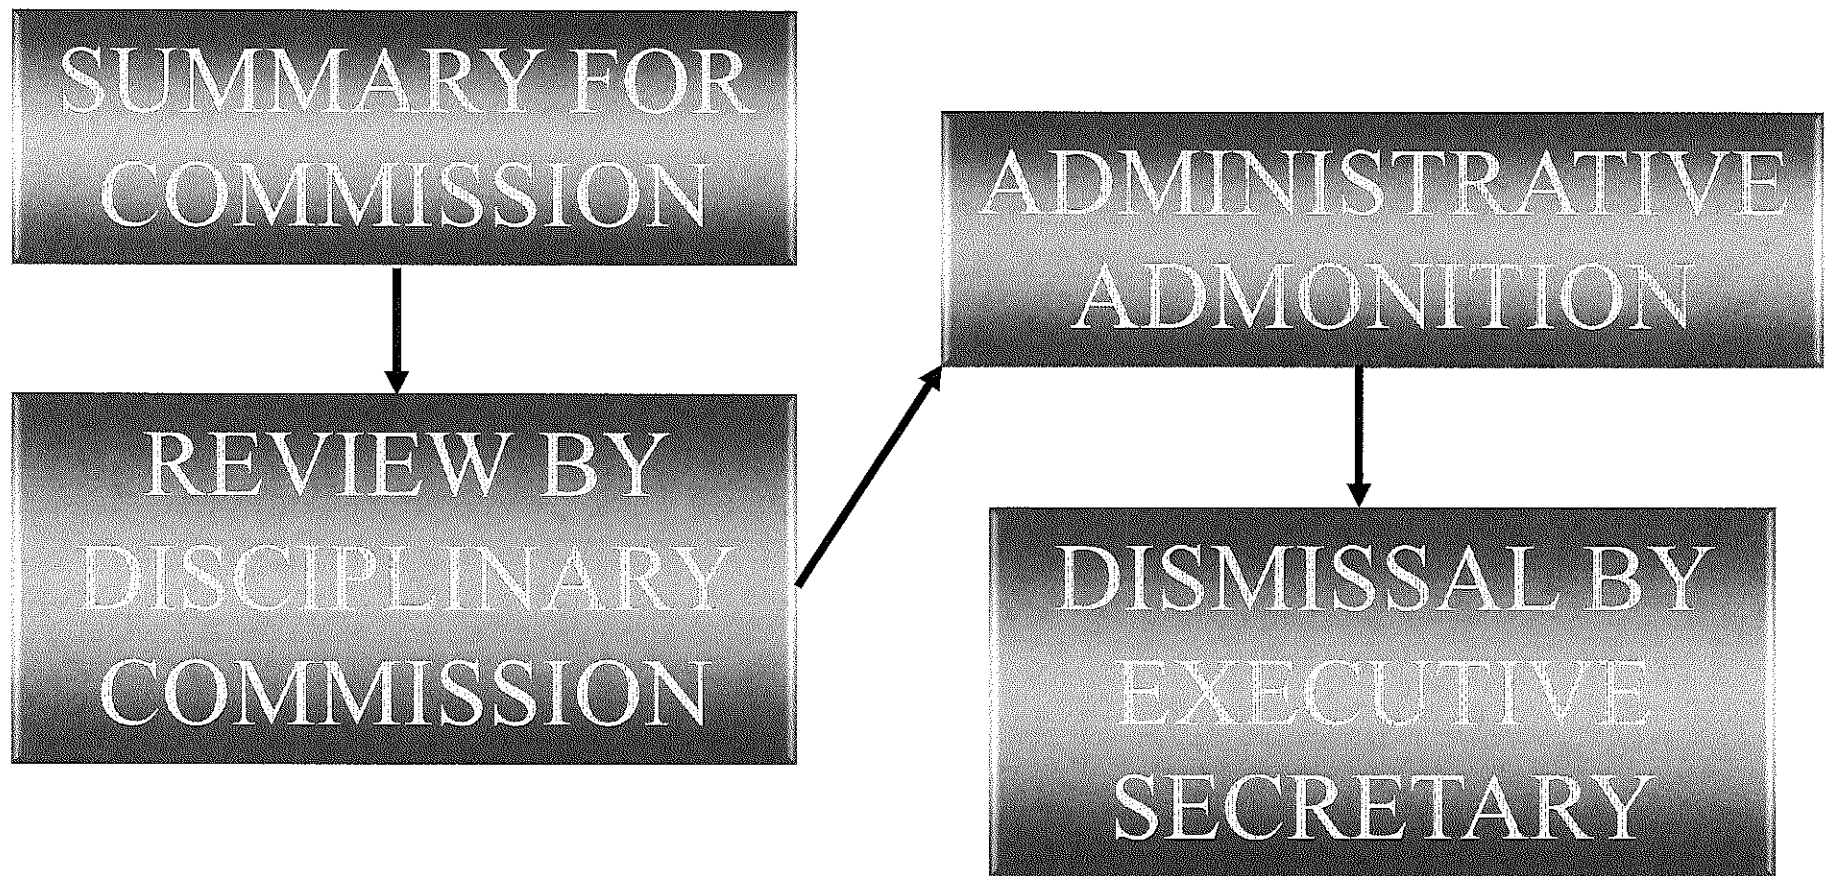 SUMMARY FOR
COMMISSION
REVIEW BY
DISCIPLINARY
COMMISSION
ADMINISTRATIVE
ADMONITION
DISMISSAL BY
EXECUTIVE
SECRETARY